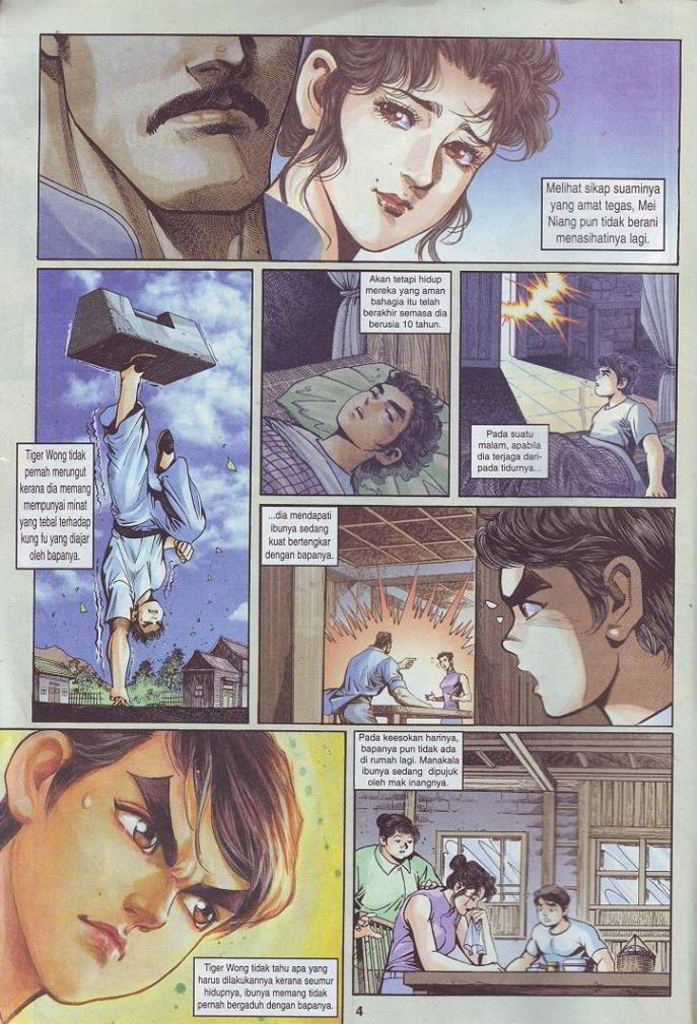 Melihat sikap suaminya
yang amat tegas, Mei
Niang pun tidak berani
menasihatinya lagi.
Tiger Wong tidak
pernah merungut
kerana dia memang
mempunyai minat
yang tebal terhadap
kung fu yang diajar
oleh bapanya.
Akan tetapi hidup
mereka yang aman
bahagia itu telah
berakhir semasa dia
berusia 10 tahun.
Pada suatu
malam, apabila
dia terjaga dari-
pada tidurnya...
...dia mendapati
ibunya sedang
kuat bertengkar
dengan bapanya.
Tiger Wong tidak tahu apa yang
harus dilakukannya kerana seumur
hidupnya, ibunya memang tidak
pernah bergaduh dengan bapanya.
Pada keesokan harinya,
bapanya pun tidak ada
di rumah lagi. Manakala
ibunya sedang dipujuk
oleh mak inangnya.
4